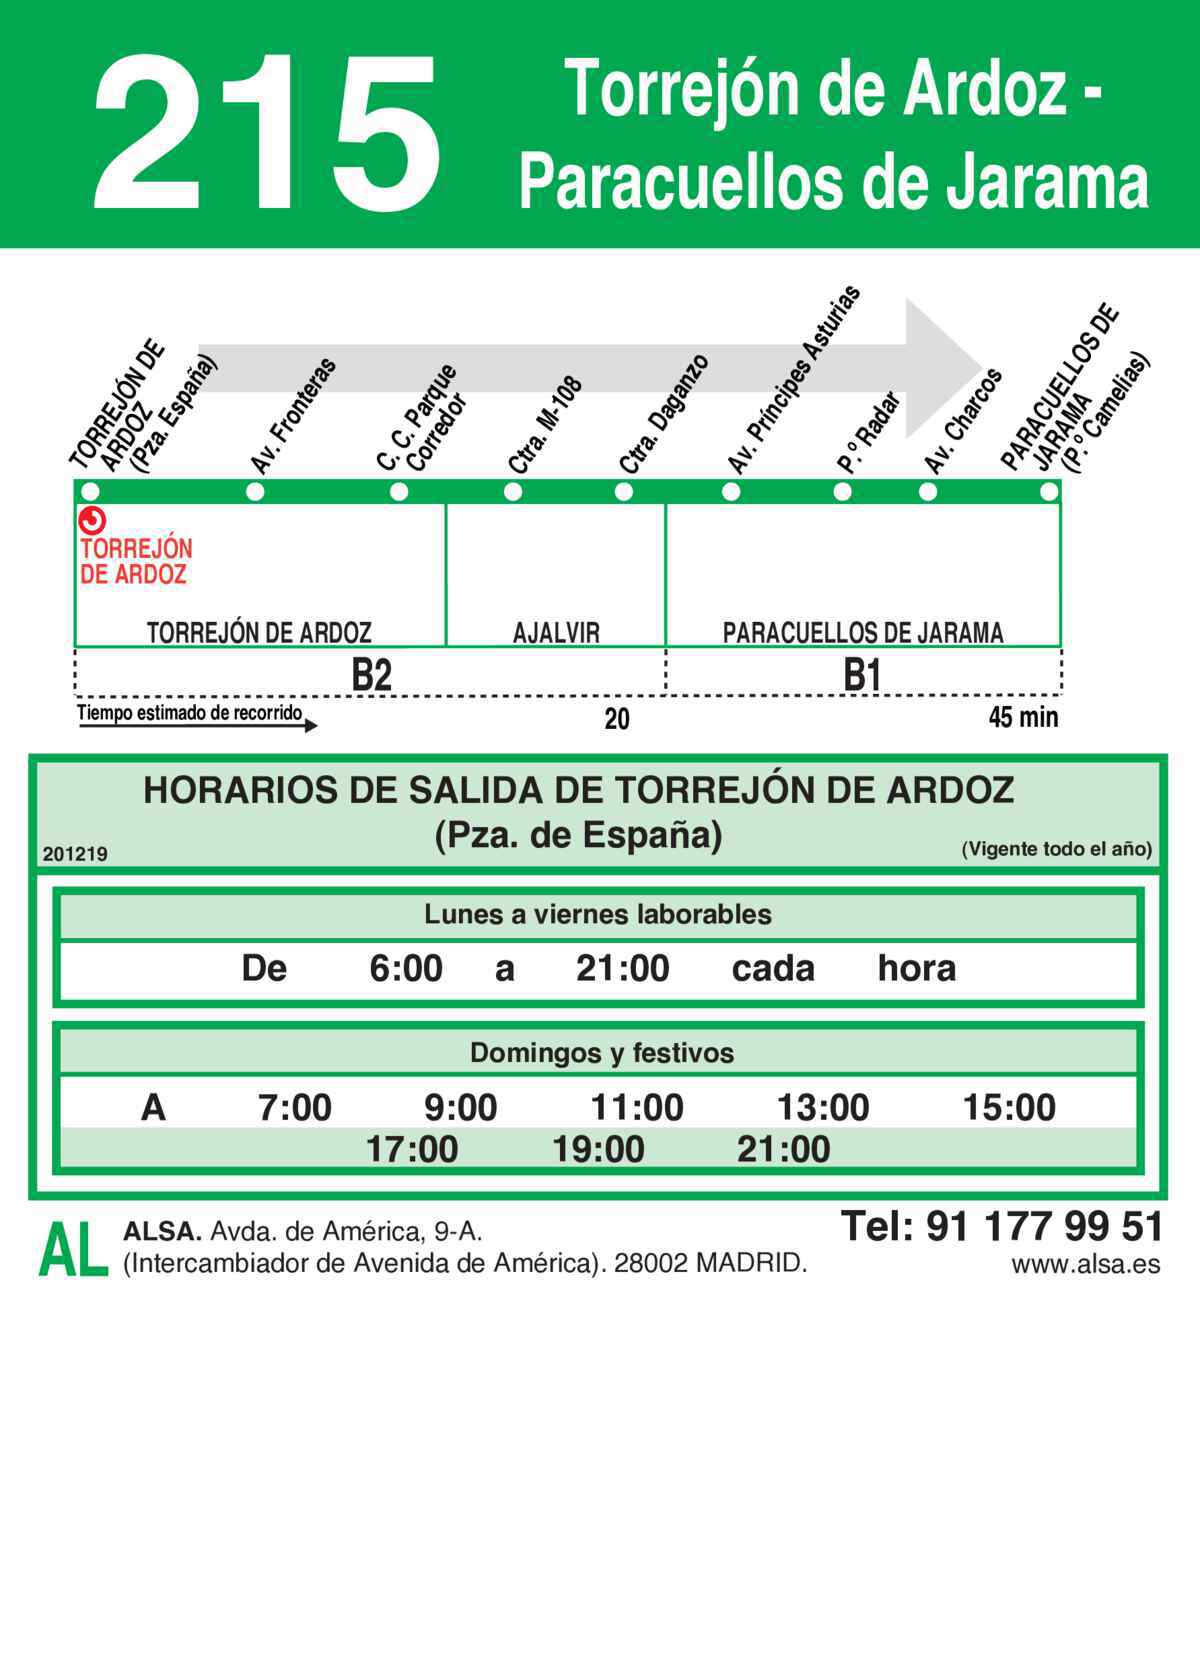 215
Torrejón de Ardoz -
Paracuellos de Jarama
TORREJÓN DE
ARDOZ
(Pza. España)
Av. Fronteras
C. C. Parque
Corredor
Ctra. M-108
Ctra. Daganzo
Av. Príncipes Asturias
P.º Radar
Av. Charcos
PARACUELLOS DE
JARAMA
(P.º Camelias)
TORREJÓN
DE ARDOZ
TORREJÓN DE ARDOZ AJALVIR PARACUELLOS DE JARAMA
B2 B1
Tiempo estimado de recorrido 20 45 min
HORARIOS DE SALIDA DE TORREJÓN DE ARDOZ
(Pza. de España)
201219 (Vigente todo el año)
Lunes a viernes laborables
De 6:00 a 21:00 cada hora
Domingos y festivos
A 7:00 9:00 11:00 13:00 15:00
17:00 19:00 21:00
AL
ALSA. Avda. de América, 9-A.
(Intercambiador de Avenida de América). 28002 MADRID.
Tel: 91 177 99 51
www.alsa.es